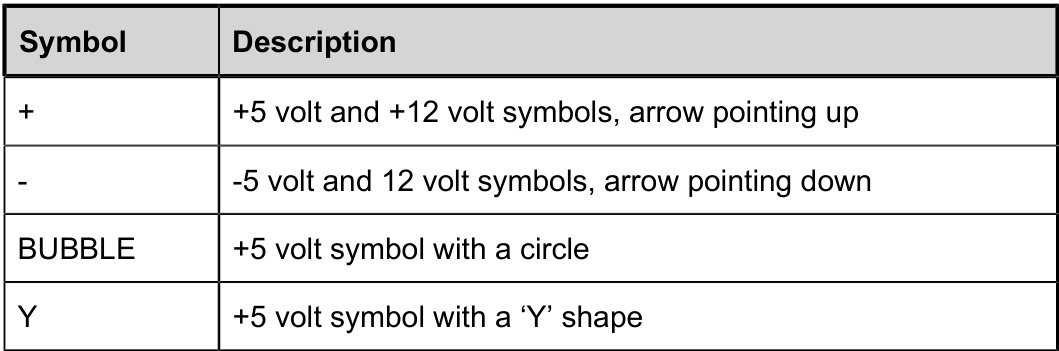 Symbol Description
+ +5 volt and +12 volt symbols, arrow pointing up
- -5 volt and 12 volt symbols, arrow pointing down
BUBBLE +5 volt symbol with a circle
Y +5 volt symbol with a ‘Y’ shape